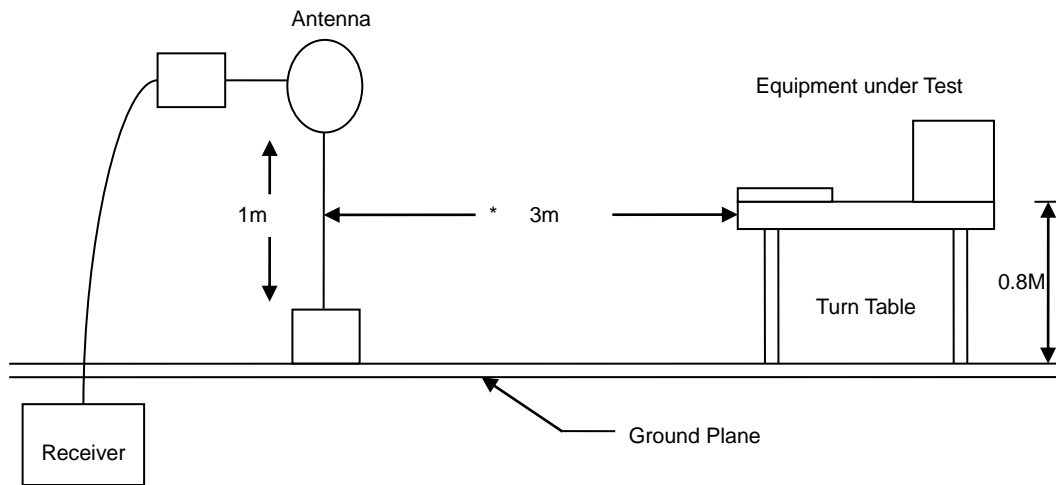 Antenna
Equipment under Test
1m
* 3m
0.8M
Turn Table
Ground Plane
Receiver